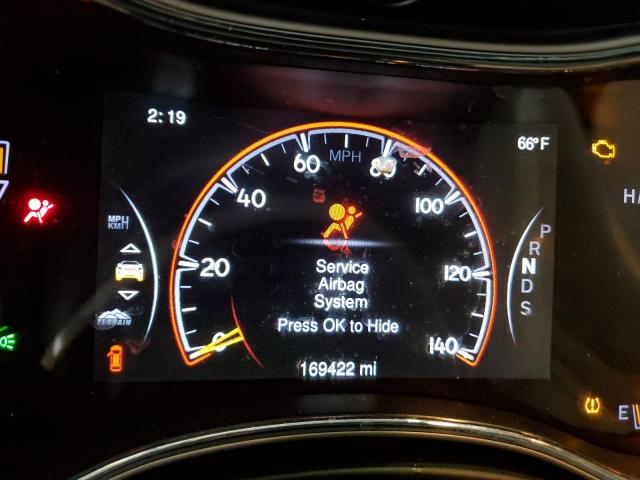 2:19
66°F
MPH
60
80
40
100
20
120
0
140
MPH
KM/H
TERRAIN
Service
Airbag
System
Press OK to Hide
169422 mi
P
R
N
D
S
H/
E